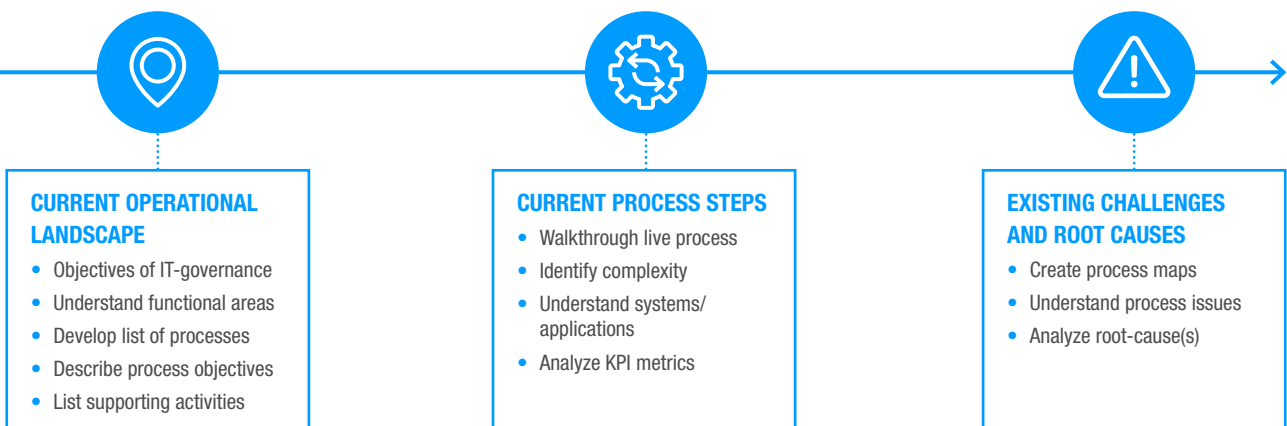 CURRENT OPERATIONAL
LANDSCAPE
• Objectives of IT-governance
• Understand functional areas
• Develop list of processes
• Describe process objectives
• List supporting activities
CURRENT PROCESS STEPS
• Walkthrough live process
• Identify complexity
• Understand systems/
applications
• Analyze KPI metrics
EXISTING CHALLENGES
AND ROOT CAUSES
• Create process maps
• Understand process issues
• Analyze root-cause(s)